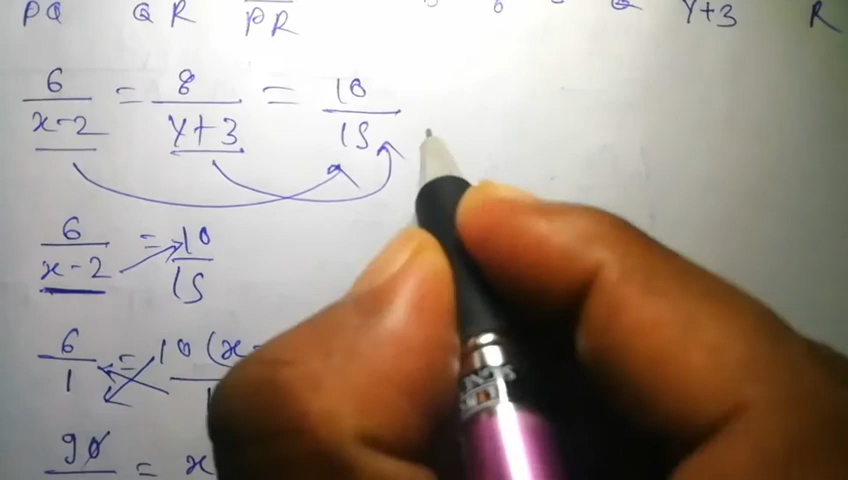 PQ QR PR Q Y+3 R
6/(x-2) = 8/(Y+3) = 10/15
6/(x-2) = 10/15
6/1 = 10(x-
90 = x